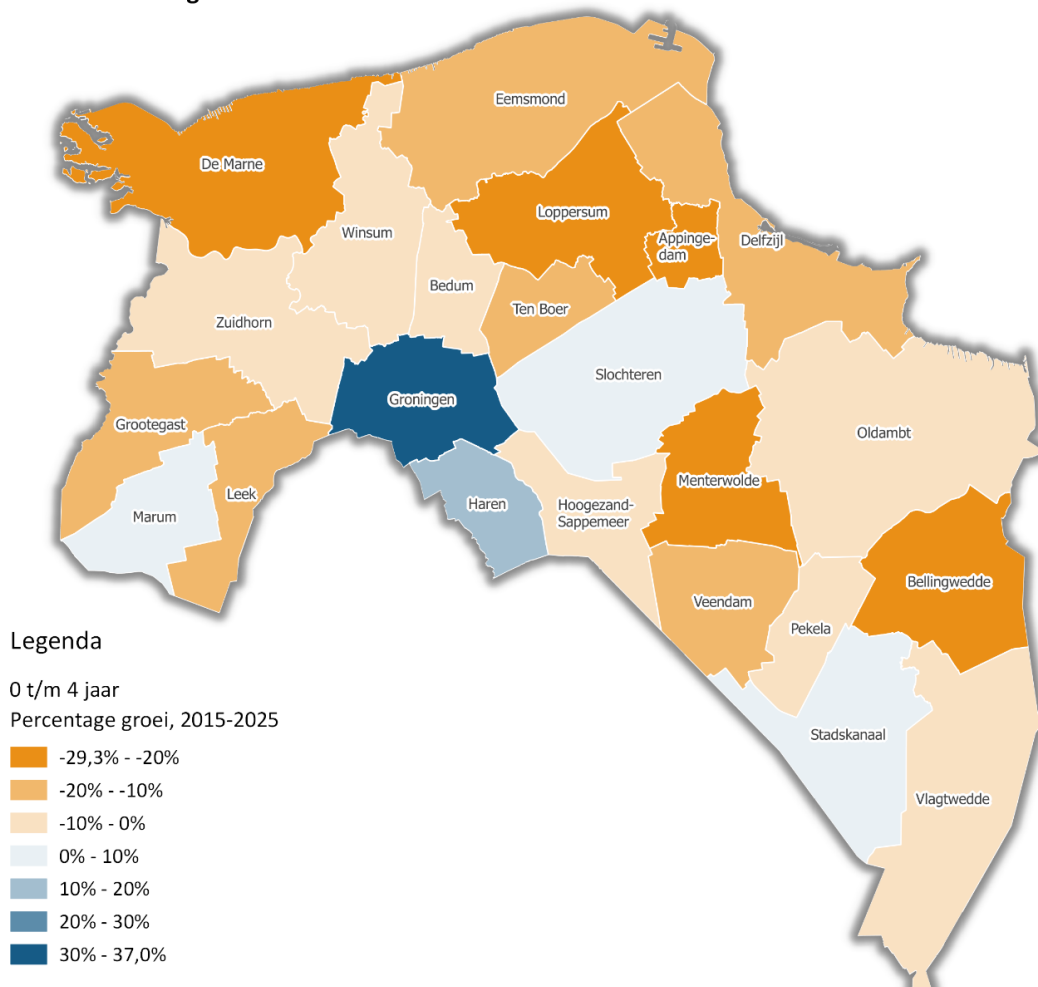 Eemsmond
De Marne
Loppersum
Winsum
Appinge-
dam
Delfzijl
Bedum
Ten Boer
Zuidhorn
Slochteren
Groningen
Grootegast
Oldambt
Leek
Menterwolde
Haren
Hoogezand-
Sappemeer
Marum
Bellingwedde
Veendam
Pekela
Stadskanaal
Vlagtwedde
Legenda
0 t/m 4 jaar
Percentage groei, 2015-2025
-29,3% - -20%
-20% - -10%
-10% - 0%
0% - 10%
10% - 20%
20% - 30%
30% - 37,0%